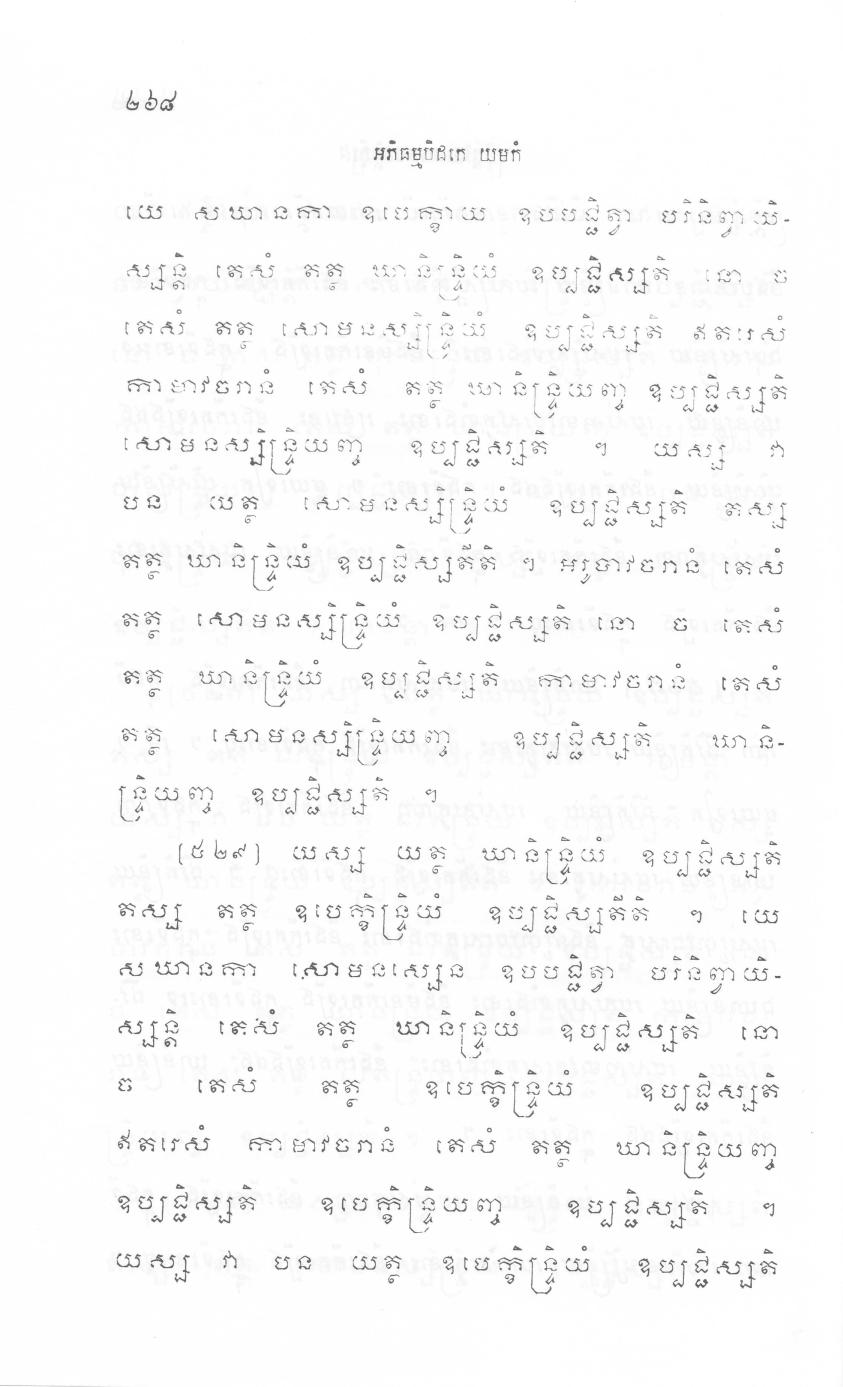 ២៦៨
អភិធម្មបិដកេ យមកំ
យេ សឃានកា ឧបេក្ខាយ ឧបបជ្ជិត្វា បរិនិព្វាយិ-
ស្សន្តិ តេសំ តត្ថ ឃានិន្ទ្រិយំ ឧប្បជ្ជិស្សតិ នោ ច
តេសំ តត្ថ សោមនស្សិន្ទ្រិយំ ឧប្បជ្ជិស្សតិ ឥតរេសំ
កាមាវចរានំ តេសំ តត្ថ ឃានិន្ទ្រិយញ្ច ឧប្បជ្ជិស្សតិ
សោមនស្សិន្ទ្រិយញ្ច ឧប្បជ្ជិស្សតិ ។ យស្ស វា
បន យត្ថ សោមនស្សិន្ទ្រិយំ ឧប្បជ្ជិស្សតិ តស្ស
តត្ថ ឃានិន្ទ្រិយំ ឧប្បជ្ជិស្សតីតិ ។ អរូបាវចរានំ តេសំ
តត្ថ សោមនស្សិន្ទ្រិយំ ឧប្បជ្ជិស្សតិ នោ ច តេសំ
តត្ថ ឃានិន្ទ្រិយំ ឧប្បជ្ជិស្សតិ កាមាវចរានំ តេសំ
តត្ថ សោមនស្សិន្ទ្រិយញ្ច ឧប្បជ្ជិស្សតិ ឃានិ-
ន្ទ្រិយញ្ច ឧប្បជ្ជិស្សតិ ។
[៥២៩] យស្ស យត្ថ ឃានិន្ទ្រិយំ ឧប្បជ្ជិស្សតិ
តស្ស តត្ថ ឧបេក្ខិន្ទ្រិយំ ឧប្បជ្ជិស្សតីតិ ។ យេ
សឃានកា សោមនស្សេន ឧបបជ្ជិត្វា បរិនិព្វាយិ-
ស្សន្តិ តេសំ តត្ថ ឃានិន្ទ្រិយំ ឧប្បជ្ជិស្សតិ នោ
ច តេសំ តត្ថ ឧបេក្ខិន្ទ្រិយំ ឧប្បជ្ជិស្សតិ
ឥតរេសំ កាមាវចរានំ តេសំ តត្ថ ឃានិន្ទ្រិយញ្ច
ឧប្បជ្ជិស្សតិ ឧបេក្ខិន្ទ្រិយញ្ច ឧប្បជ្ជិស្សតិ ។
យស្ស វា បន យត្ថ ឧបេក្ខិន្ទ្រិយំ ឧប្បជ្ជិស្សតិ